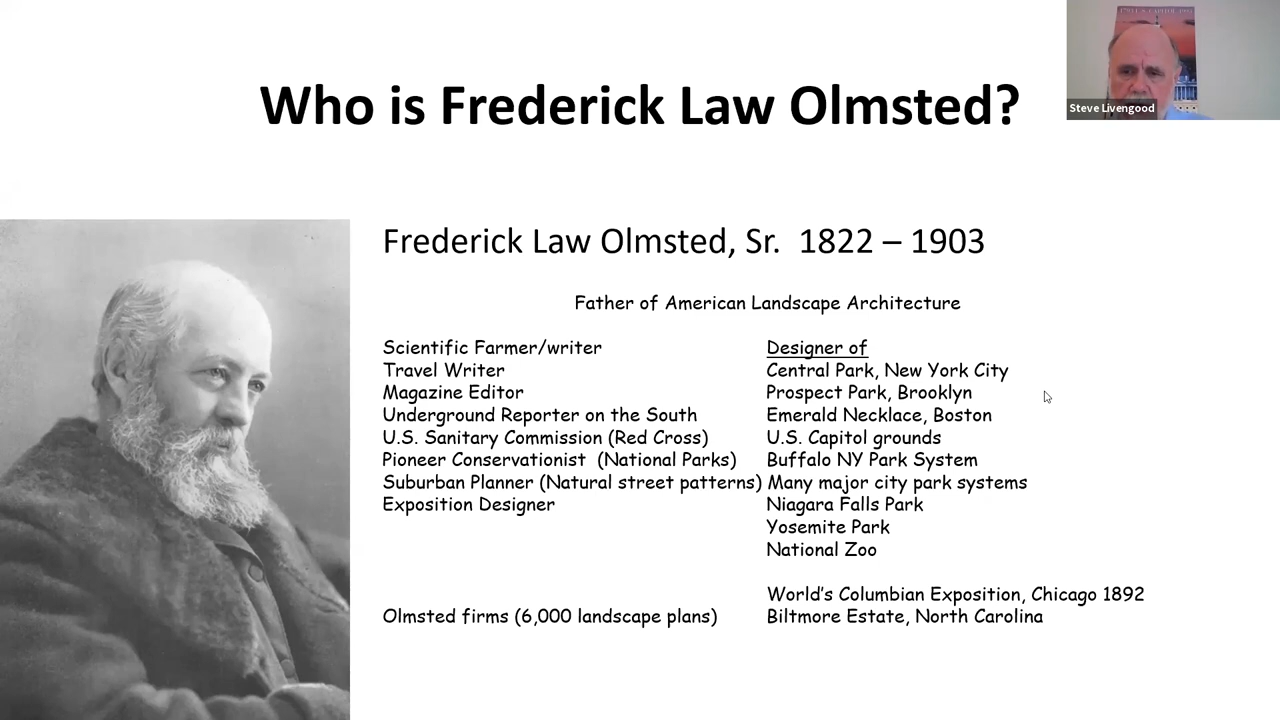 Who is Frederick Law Olmsted?
Steve Livengood
Frederick Law Olmsted, Sr. 1822 – 1903
Father of American Landscape Architecture
Scientific Farmer/writer
Travel Writer
Magazine Editor
Underground Reporter on the South
U.S. Sanitary Commission (Red Cross)
Pioneer Conservationist (National Parks)
Suburban Planner (Natural street patterns)
Exposition Designer
Olmsted firms (6,000 landscape plans)
Designer of
Central Park, New York City
Prospect Park, Brooklyn
Emerald Necklace, Boston
U.S. Capitol grounds
Buffalo NY Park System
Many major city park systems
Niagara Falls Park
Yosemite Park
National Zoo
World's Columbian Exposition, Chicago 1892
Biltmore Estate, North Carolina